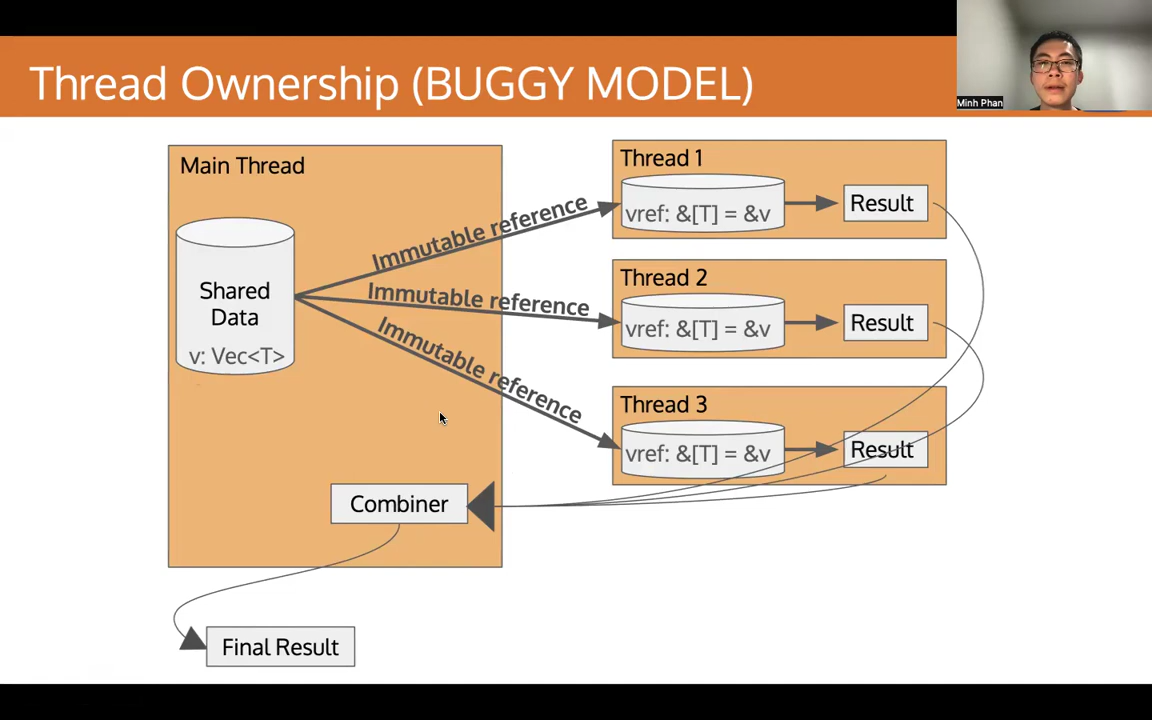 Thread Ownership (BUGGY MODEL)
Minh Phan
Main Thread
Shared
Data
v: Vec<T>
Immutable reference
Immutable reference
Immutable reference
Thread 1
vref: &[T] = &v
Result
Thread 2
vref: &[T] = &v
Result
Thread 3
vref: &[T] = &v
Result
Combiner
Final Result